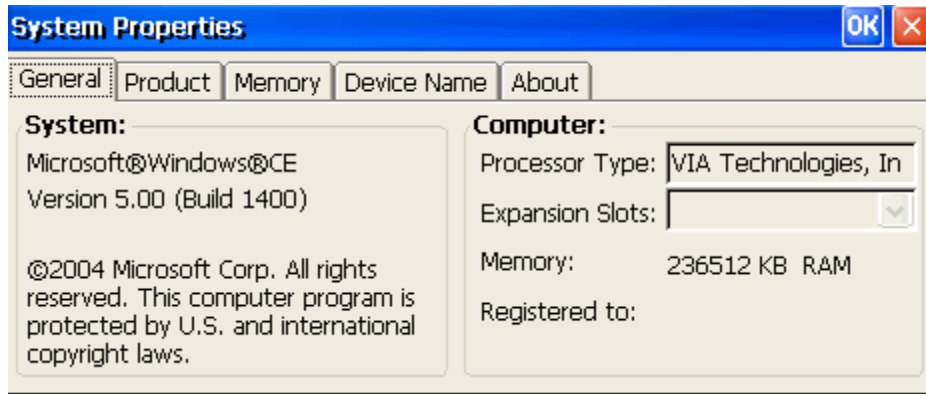 System Properties
OK
General
Product
Memory
Device Name
About
System:
Microsoft®Windows®CE
Version 5.00 (Build 1400)
©2004 Microsoft Corp. All rights
reserved. This computer program is
protected by U.S. and international
copyright laws.
Computer:
Processor Type: VIA Technologies, In
Expansion Slots:
Memory: 236512 KB RAM
Registered to: